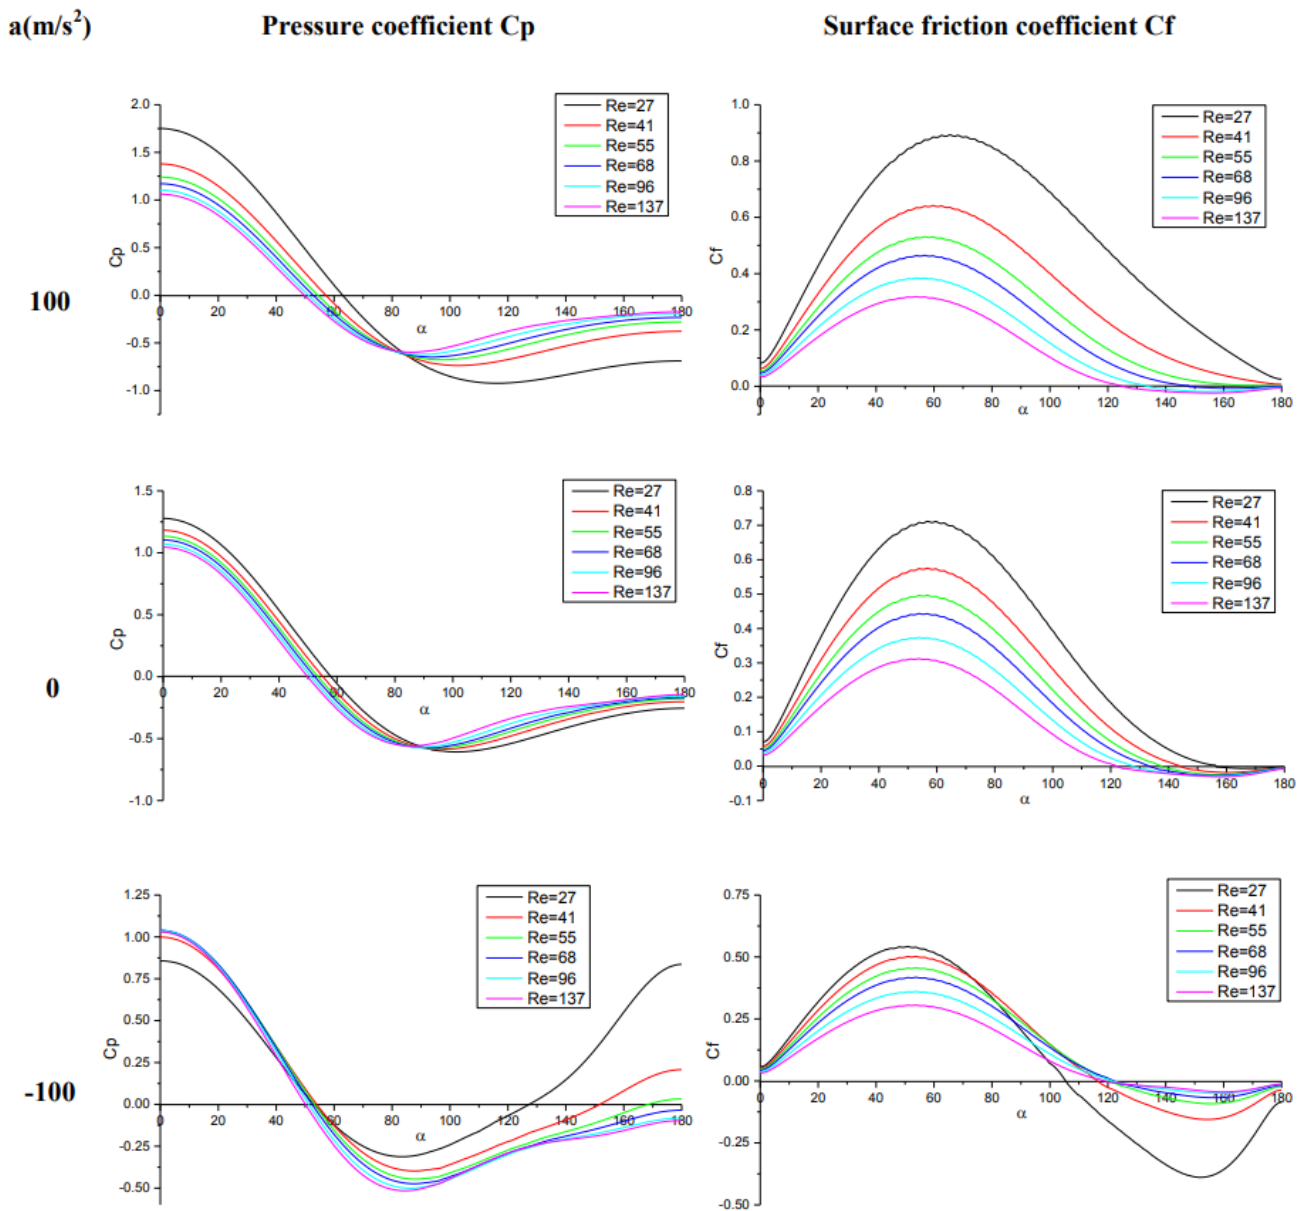 a(m/s²) Pressure coefficient Cp Surface friction coefficient Cf
100
2.0
1.5
1.0
0.5
0.0
-0.5
-1.0
Cp
0 20 40 60 80 100 120 140 160 180
α
Re=27
Re=41
Re=55
Re=68
Re=96
Re=137
1.0
0.8
0.6
0.4
0.2
0.0
Cf
0 20 40 60 80 100 120 140 160 180
α
Re=27
Re=41
Re=55
Re=68
Re=96
Re=137
0
1.5
1.0
0.5
0.0
-0.5
-1.0
Cp
0 20 40 60 80 100 120 140 160 180
α
Re=27
Re=41
Re=55
Re=68
Re=96
Re=137
0.8
0.7
0.6
0.5
0.4
0.3
0.2
0.1
0.0
-0.1
Cf
0 20 40 60 80 100 120 140 160 180
α
Re=27
Re=41
Re=55
Re=68
Re=96
Re=137
-100
1.25
1.00
0.75
0.50
0.25
0.00
-0.25
-0.50
Cp
0 20 40 60 80 100 120 140 160 180
α
Re=27
Re=41
Re=55
Re=68
Re=96
Re=137
0.75
0.50
0.25
0.00
-0.25
-0.50
Cf
0 20 40 60 80 100 120 140 160 180
α
Re=27
Re=41
Re=55
Re=68
Re=96
Re=137